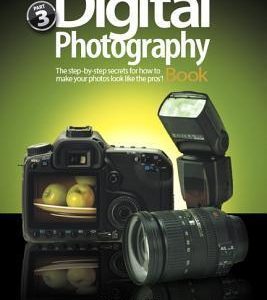 Digital
PART
3
Photography
The step-by-step secrets for how to
make your photos look like the pros'!
Book